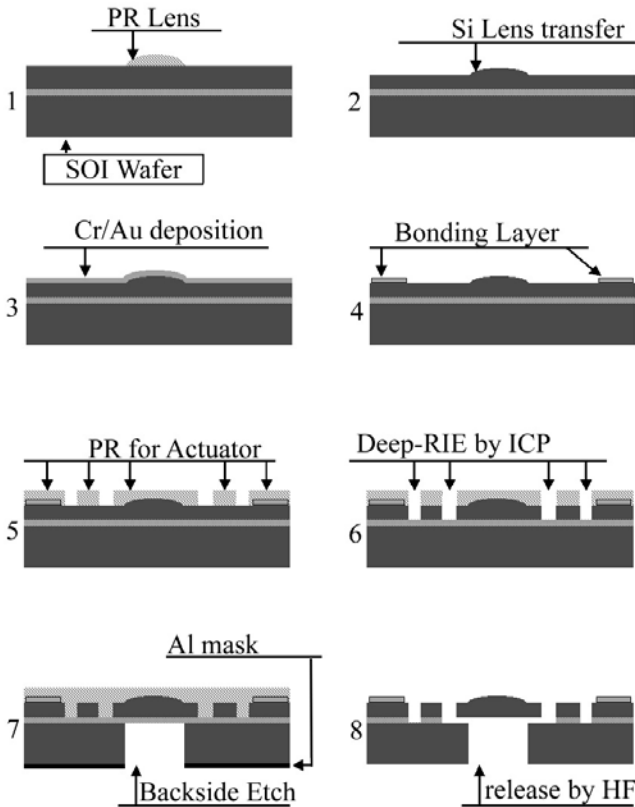 PR Lens
Si Lens transfer
1
2
SOI Wafer
Cr/Au deposition
Bonding Layer
3
4
PR for Actuator
Deep-RIE by ICP
5
6
Al mask
7
8
Backside Etch
release by HF